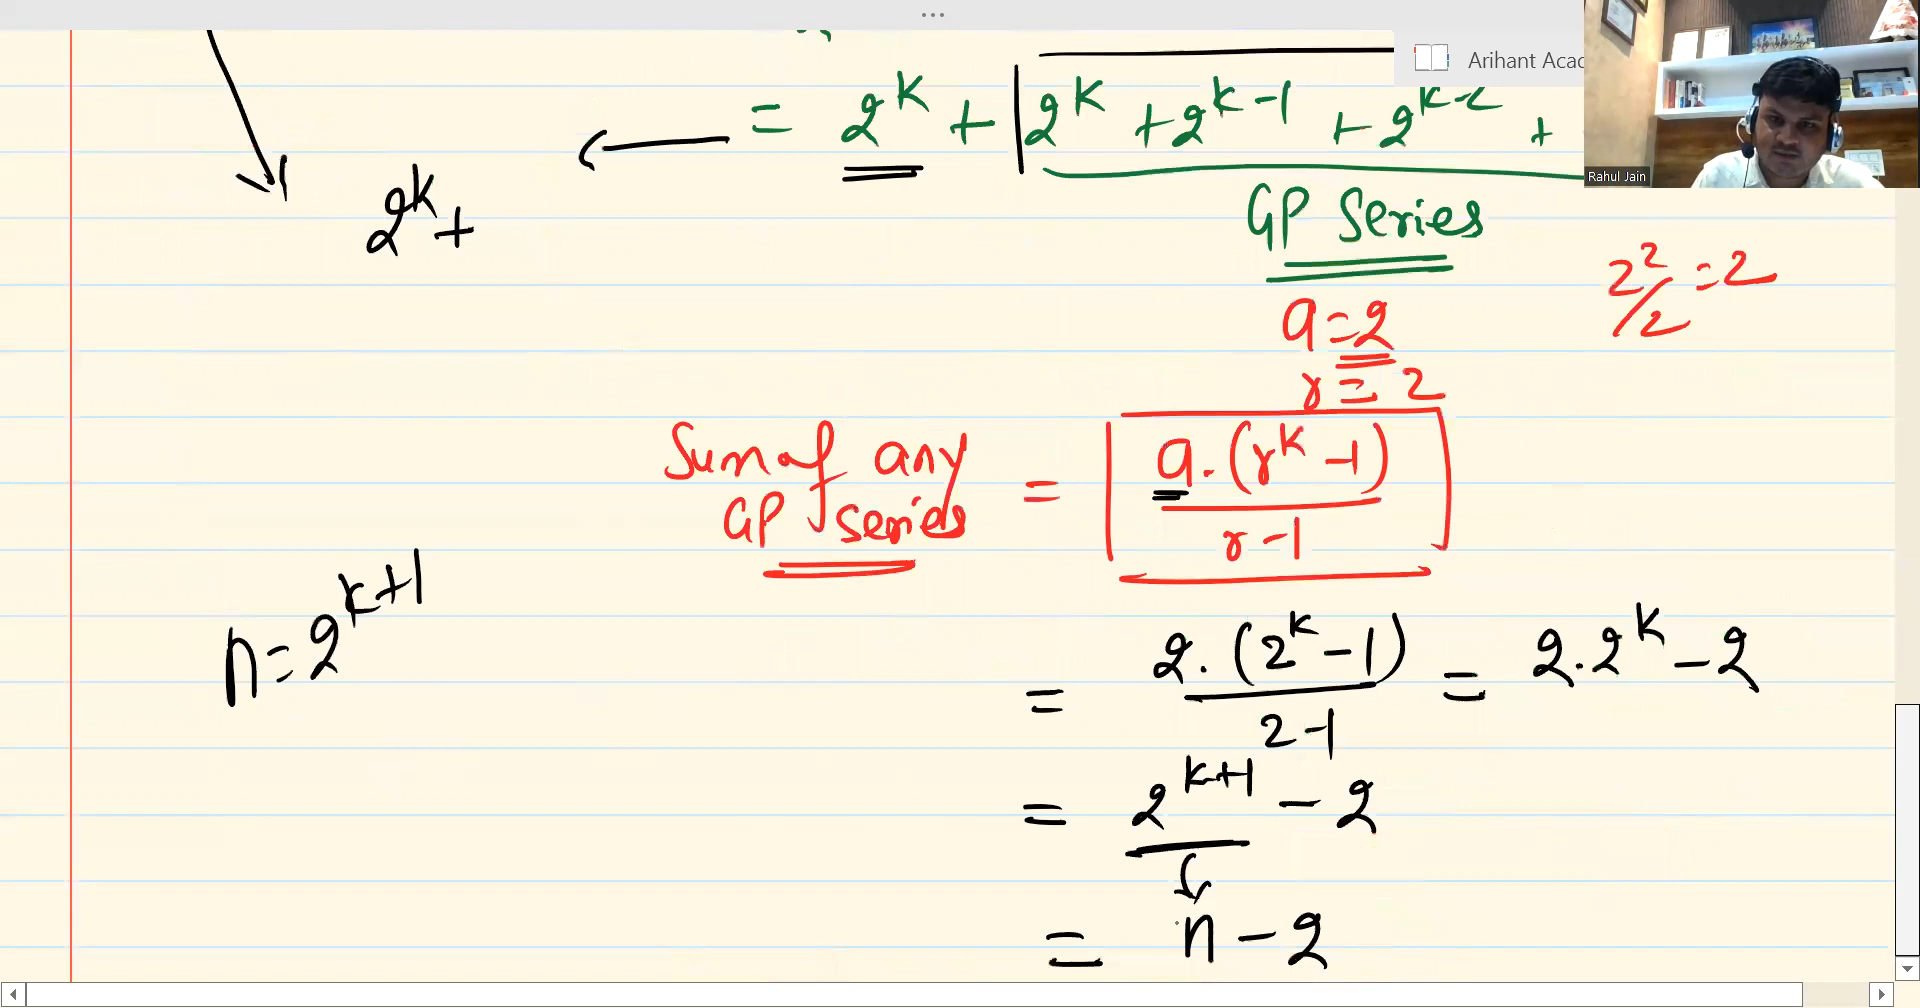 Arihant Acad
= 2^k + 2^k + 2^{k-1} + 2^{k-2} +
Rahul Jain
2^k +
GP Series
2^2/2 = 2
a = 2
r = 2
Sum of any
GP series
= a.(r^k - 1)
r - 1
n = 2^{k+1}
= 2.(2^k - 1) = 2.2^k - 2
2 - 1
= 2^{k+1} - 2
= n - 2